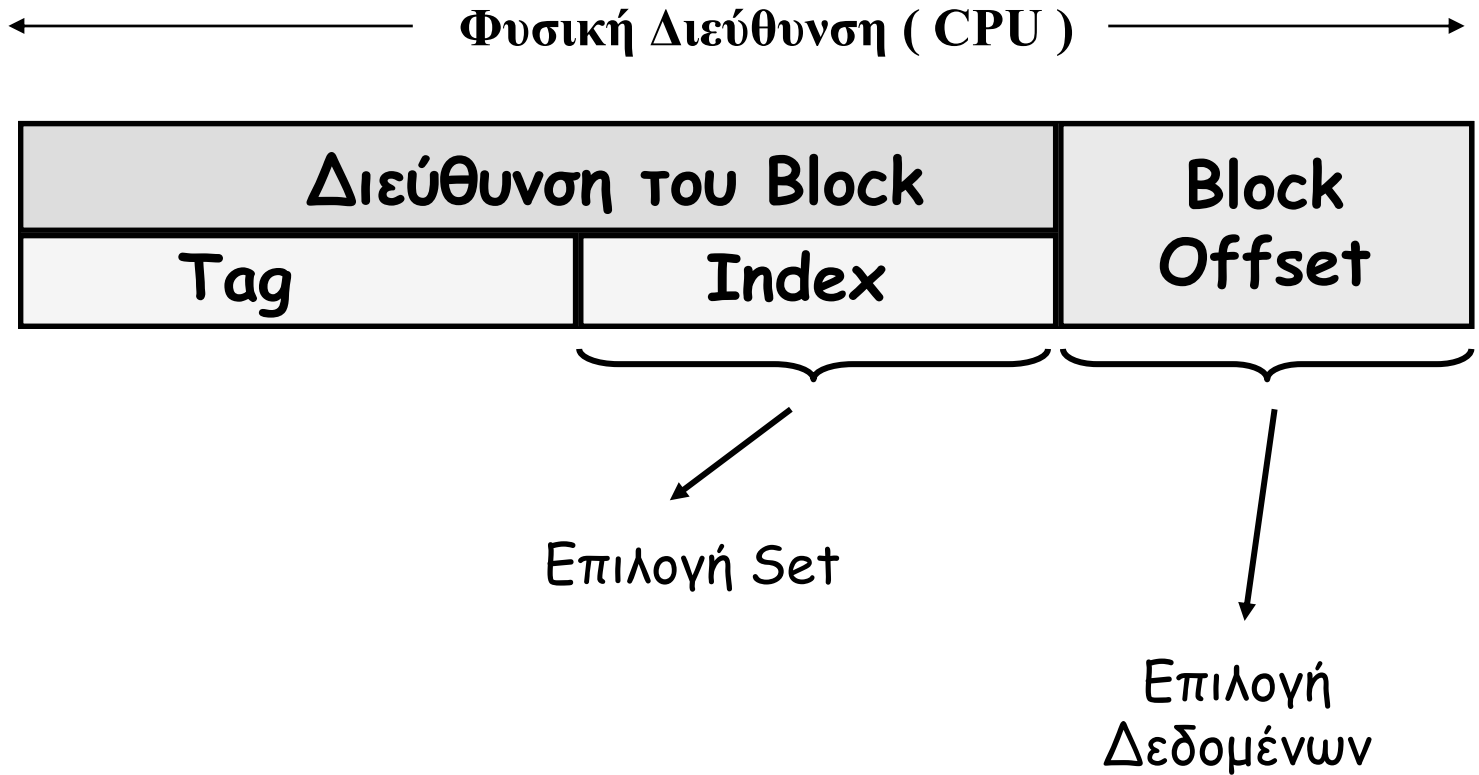 Φυσική Διεύθυνση ( CPU )
Διεύθυνση του Block
Block
Offset
Tag
Index
Επιλογή Set
Επιλογή
Δεδομένων